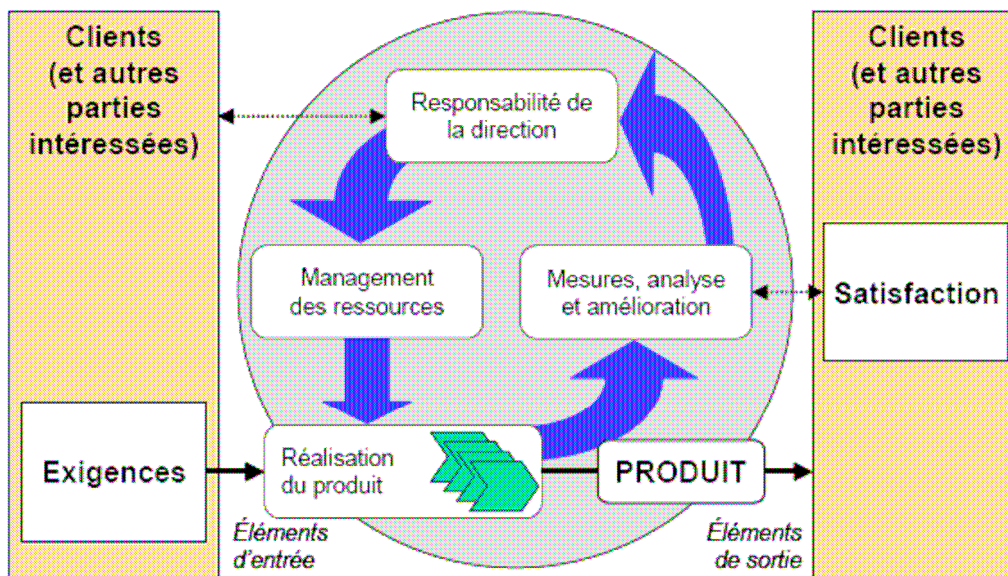 Clients
(et autres
parties
intéressées)
Exigences
Responsabilité de
la direction
Management
des ressources
Mesures, analyse
et amélioration
Réalisation
du produit
PRODUIT
Éléments
d'entrée
Éléments
de sortie
Clients
(et autres
parties
intéressées)
Satisfaction